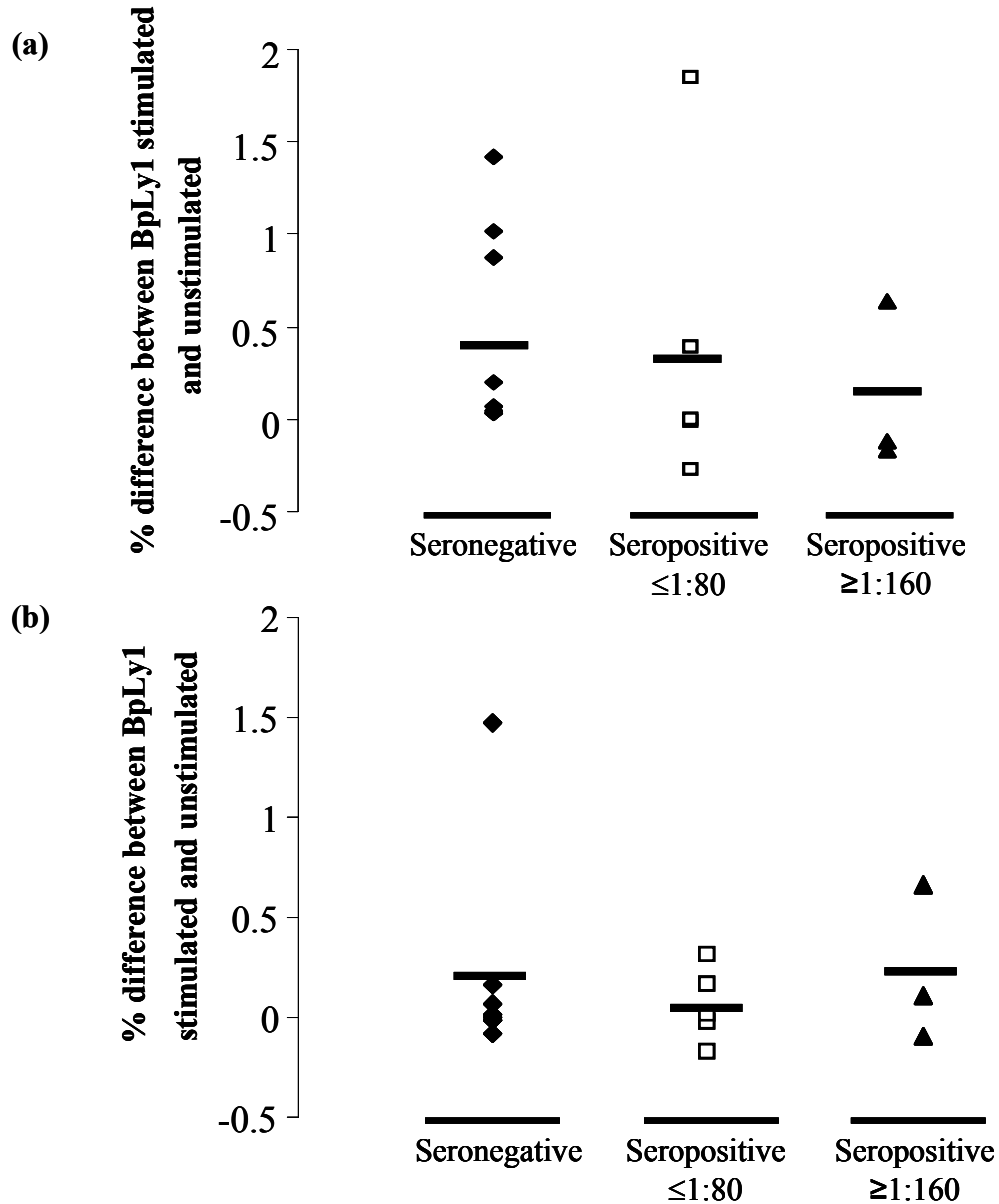 (a)
% difference between BpLy1 stimulated
and unstimulated
2
1.5
1
0.5
0
-0.5
Seronegative
Seropositive
≤1:80
Seropositive
≥1:160
(b)
% difference between BpLy1
stimulated and unstimulated
2
1.5
1
0.5
0
-0.5
Seronegative
Seropositive
≤1:80
Seropositive
≥1:160